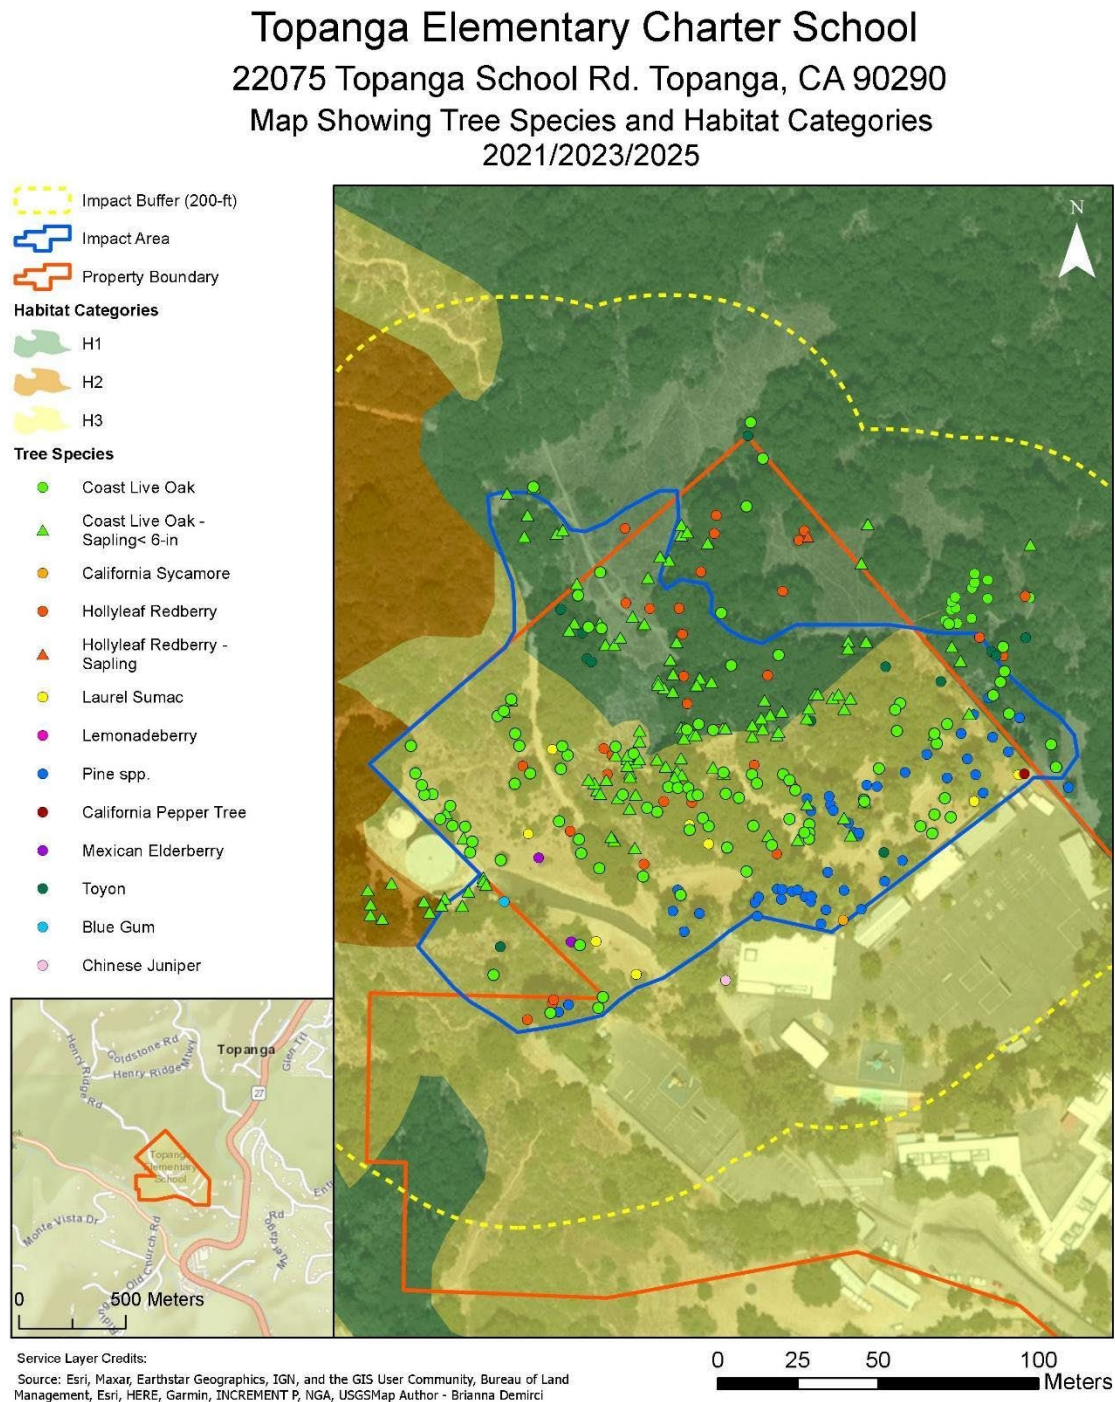 Topanga Elementary Charter School
22075 Topanga School Rd. Topanga, CA 90290
Map Showing Tree Species and Habitat Categories
2021/2023/2025
Impact Buffer (200-ft)
Impact Area
Property Boundary
Habitat Categories
H1
H2
H3
Tree Species
Coast Live Oak
Coast Live Oak -
Sapling< 6-in
California Sycamore
Hollyleaf Redberry
Hollyleaf Redberry -
Sapling
Laurel Sumac
Lemonadeberry
Pine spp.
California Pepper Tree
Mexican Elderberry
Toyon
Blue Gum
Chinese Juniper
N
Henry Ridge Rd
Goldstone Rd
Henry Ridge Mtwy
Topanga
Glen Trl
27
Topanga
Elementary
School
Monte Vista Dr
Old Church Rd
Rd
0 500 Meters
Service Layer Credits:
Source: Esri, Maxar, Earthstar Geographics, IGN, and the GIS User Community, Bureau of Land
Management, Esri, HERE, Garmin, INCREMENT P, NGA, USGSMap Author - Brianna Demirci
0 25 50 100
Meters